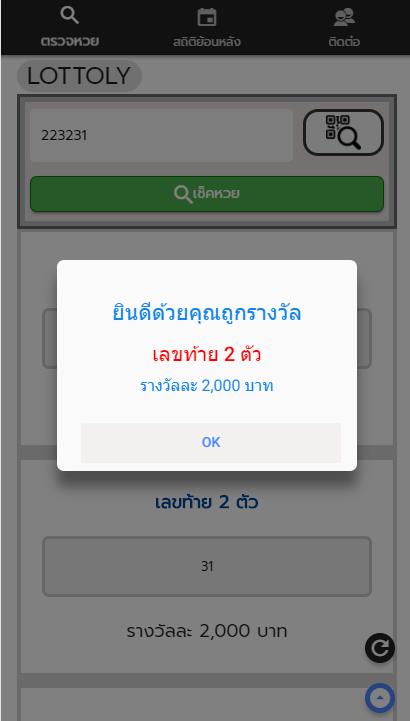 ตรวจหวย
สถิติย้อนหลัง
ติดต่อ
LOTTOLY
223231
เช็คหวย
ยินดีด้วยคุณถูกรางวัล
เลขท้าย 2 ตัว
รางวัลละ 2,000 บาท
OK
เลขท้าย 2 ตัว
31
รางวัลละ 2,000 บาท